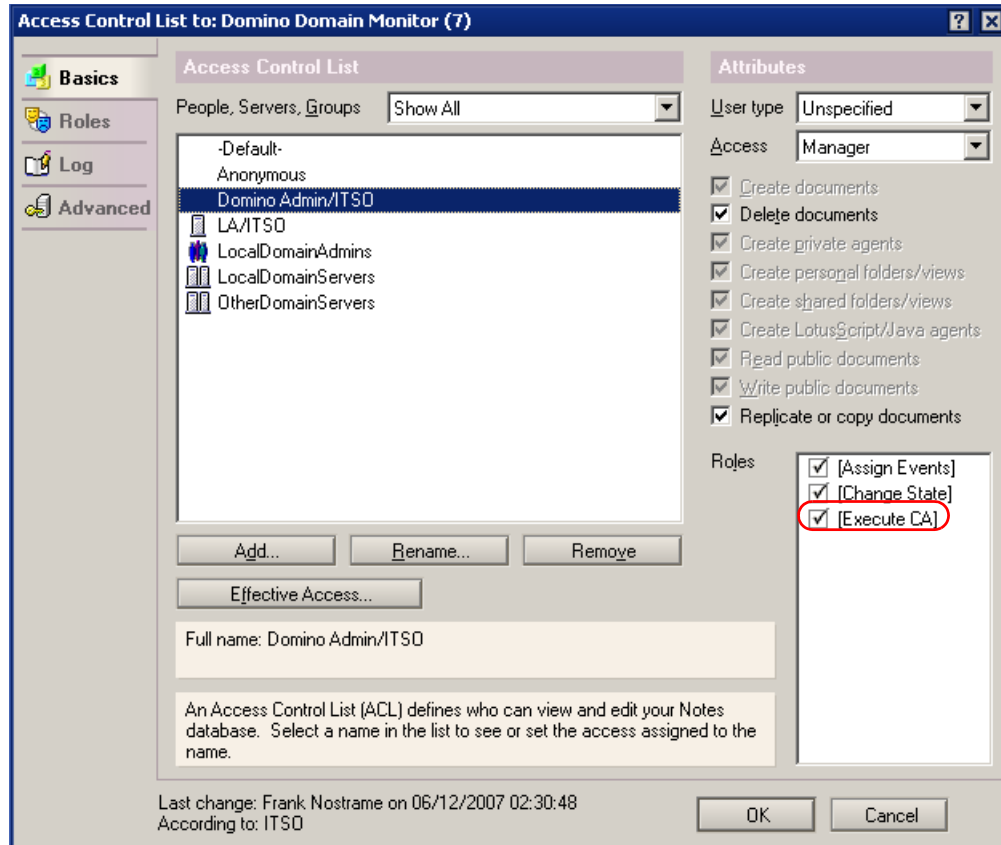 Access Control List to: Domino Domain Monitor (7)
Basics
Roles
Log
Advanced
Access Control List
People, Servers, Groups Show All
-Default-
Anonymous
Domino Admin/ITSO
LA/ITSO
LocalDomainAdmins
LocalDomainServers
OtherDomainServers
Add... Rename... Remove
Effective Access...
Full name: Domino Admin/ITSO
An Access Control List (ACL) defines who can view and edit your Notes
database. Select a name in the list to see or set the access assigned to the
name.
Attributes
User type Unspecified
Access Manager
Create documents
Delete documents
Create private agents
Create personal folders/views
Create shared folders/views
Create LotusScript/Java agents
Read public documents
Write public documents
Replicate or copy documents
Roles
[Assign Events]
[Change State]
[Execute CA]
Last change: Frank Nostrame on 06/12/2007 02:30:48
According to: ITSO
OK Cancel